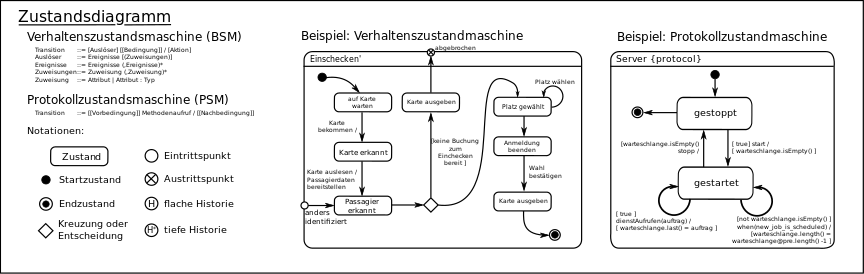 Zustandsdiagramm
Verhaltenszustandsmaschine (BSM)
Transition ::= [Auslöser] [[Bedingung]] / [Aktion]
Auslöser ::= Ereignisse [(Zuweisungen)]
Ereignisse ::= Ereignis (,Ereignisse)*
Zuweisungen::= Zuweisung (,Zuweisung)*
Zuweisung ::= Attribut | Attribut : Typ
Protokollzustandsmaschine (PSM)
Transition ::= [[Vorbedingung]] Methodenaufruf / [[Nachbedingung]]
Notationen:
Zustand
Startzustand
Endzustand
Kreuzung oder
Entscheidung
Eintrittspunkt
Austrittspunkt
H
flache Historie
H*
tiefe Historie
Beispiel: Verhaltenszustandmaschine
abgebrochen
Einschecken'
auf Karte
warten
Karte
bekommen /
Karte erkannt
Karte auslesen /
Passagierdaten
bereitstellen
Passagier
erkannt
anders
identifiziert
Karte ausgeben
[keine Buchung
zum
Einchecken
bereit ]
Platz wählen
Platz gewählt
Anmeldung
beenden
Wahl
bestätigen
Karte ausgeben
Beispiel: Protokollzustandmaschine
Server {protocol}
gestoppt
[warteschlange.isEmpty()
stopp /
[ true] start /
[ warteschlange.isEmpty() ]
gestartet
[ true ]
dienstAufrufen(auftrag) /
[ warteschlange.last() = auftrag ]
[not warteschlange.isEmpty() ]
when(new_job_is_scheduled) /
[warteschlange.length() =
warteschlange@pre.length() -1 ]